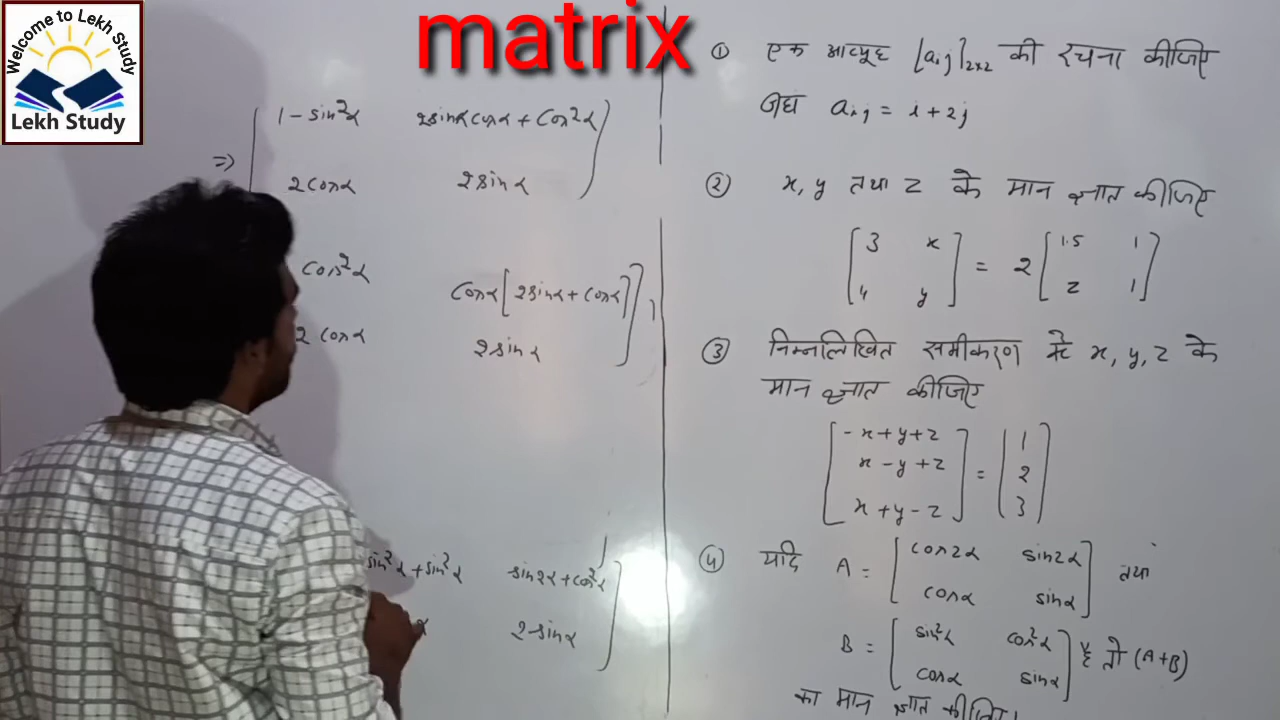 Welcome to Lekh Study
Lekh Study
matrix
=> 1 - sin²α 2sinαcosα + Cos²α
2cosα 2sinα
cos²α cosα[2sinα + cosα]
2 cosα 2sinα
sin²α + sin²α sin2α + cos²α
α 2sinα
① एक आव्यूह [aij]2x2 की रचना कीजिए
जहाँ aij = i + 2j
② x, y तथा z के मान ज्ञात कीजिए
[3 x] = 2 [1.5 1]
[4 y] [z 1]
③ निम्नलिखित समीकरण में x, y, z के
मान ज्ञात कीजिए
[-x+y+z] [1]
[x-y+z] = [2]
[x+y-z] [3]
④ यदि A = [cos2α sin2α] तथा
[cosα sinα]
B = [sin²α cos²α] है तो (A+B)
[cosα sinα]
का मान ज्ञात कीजिए।